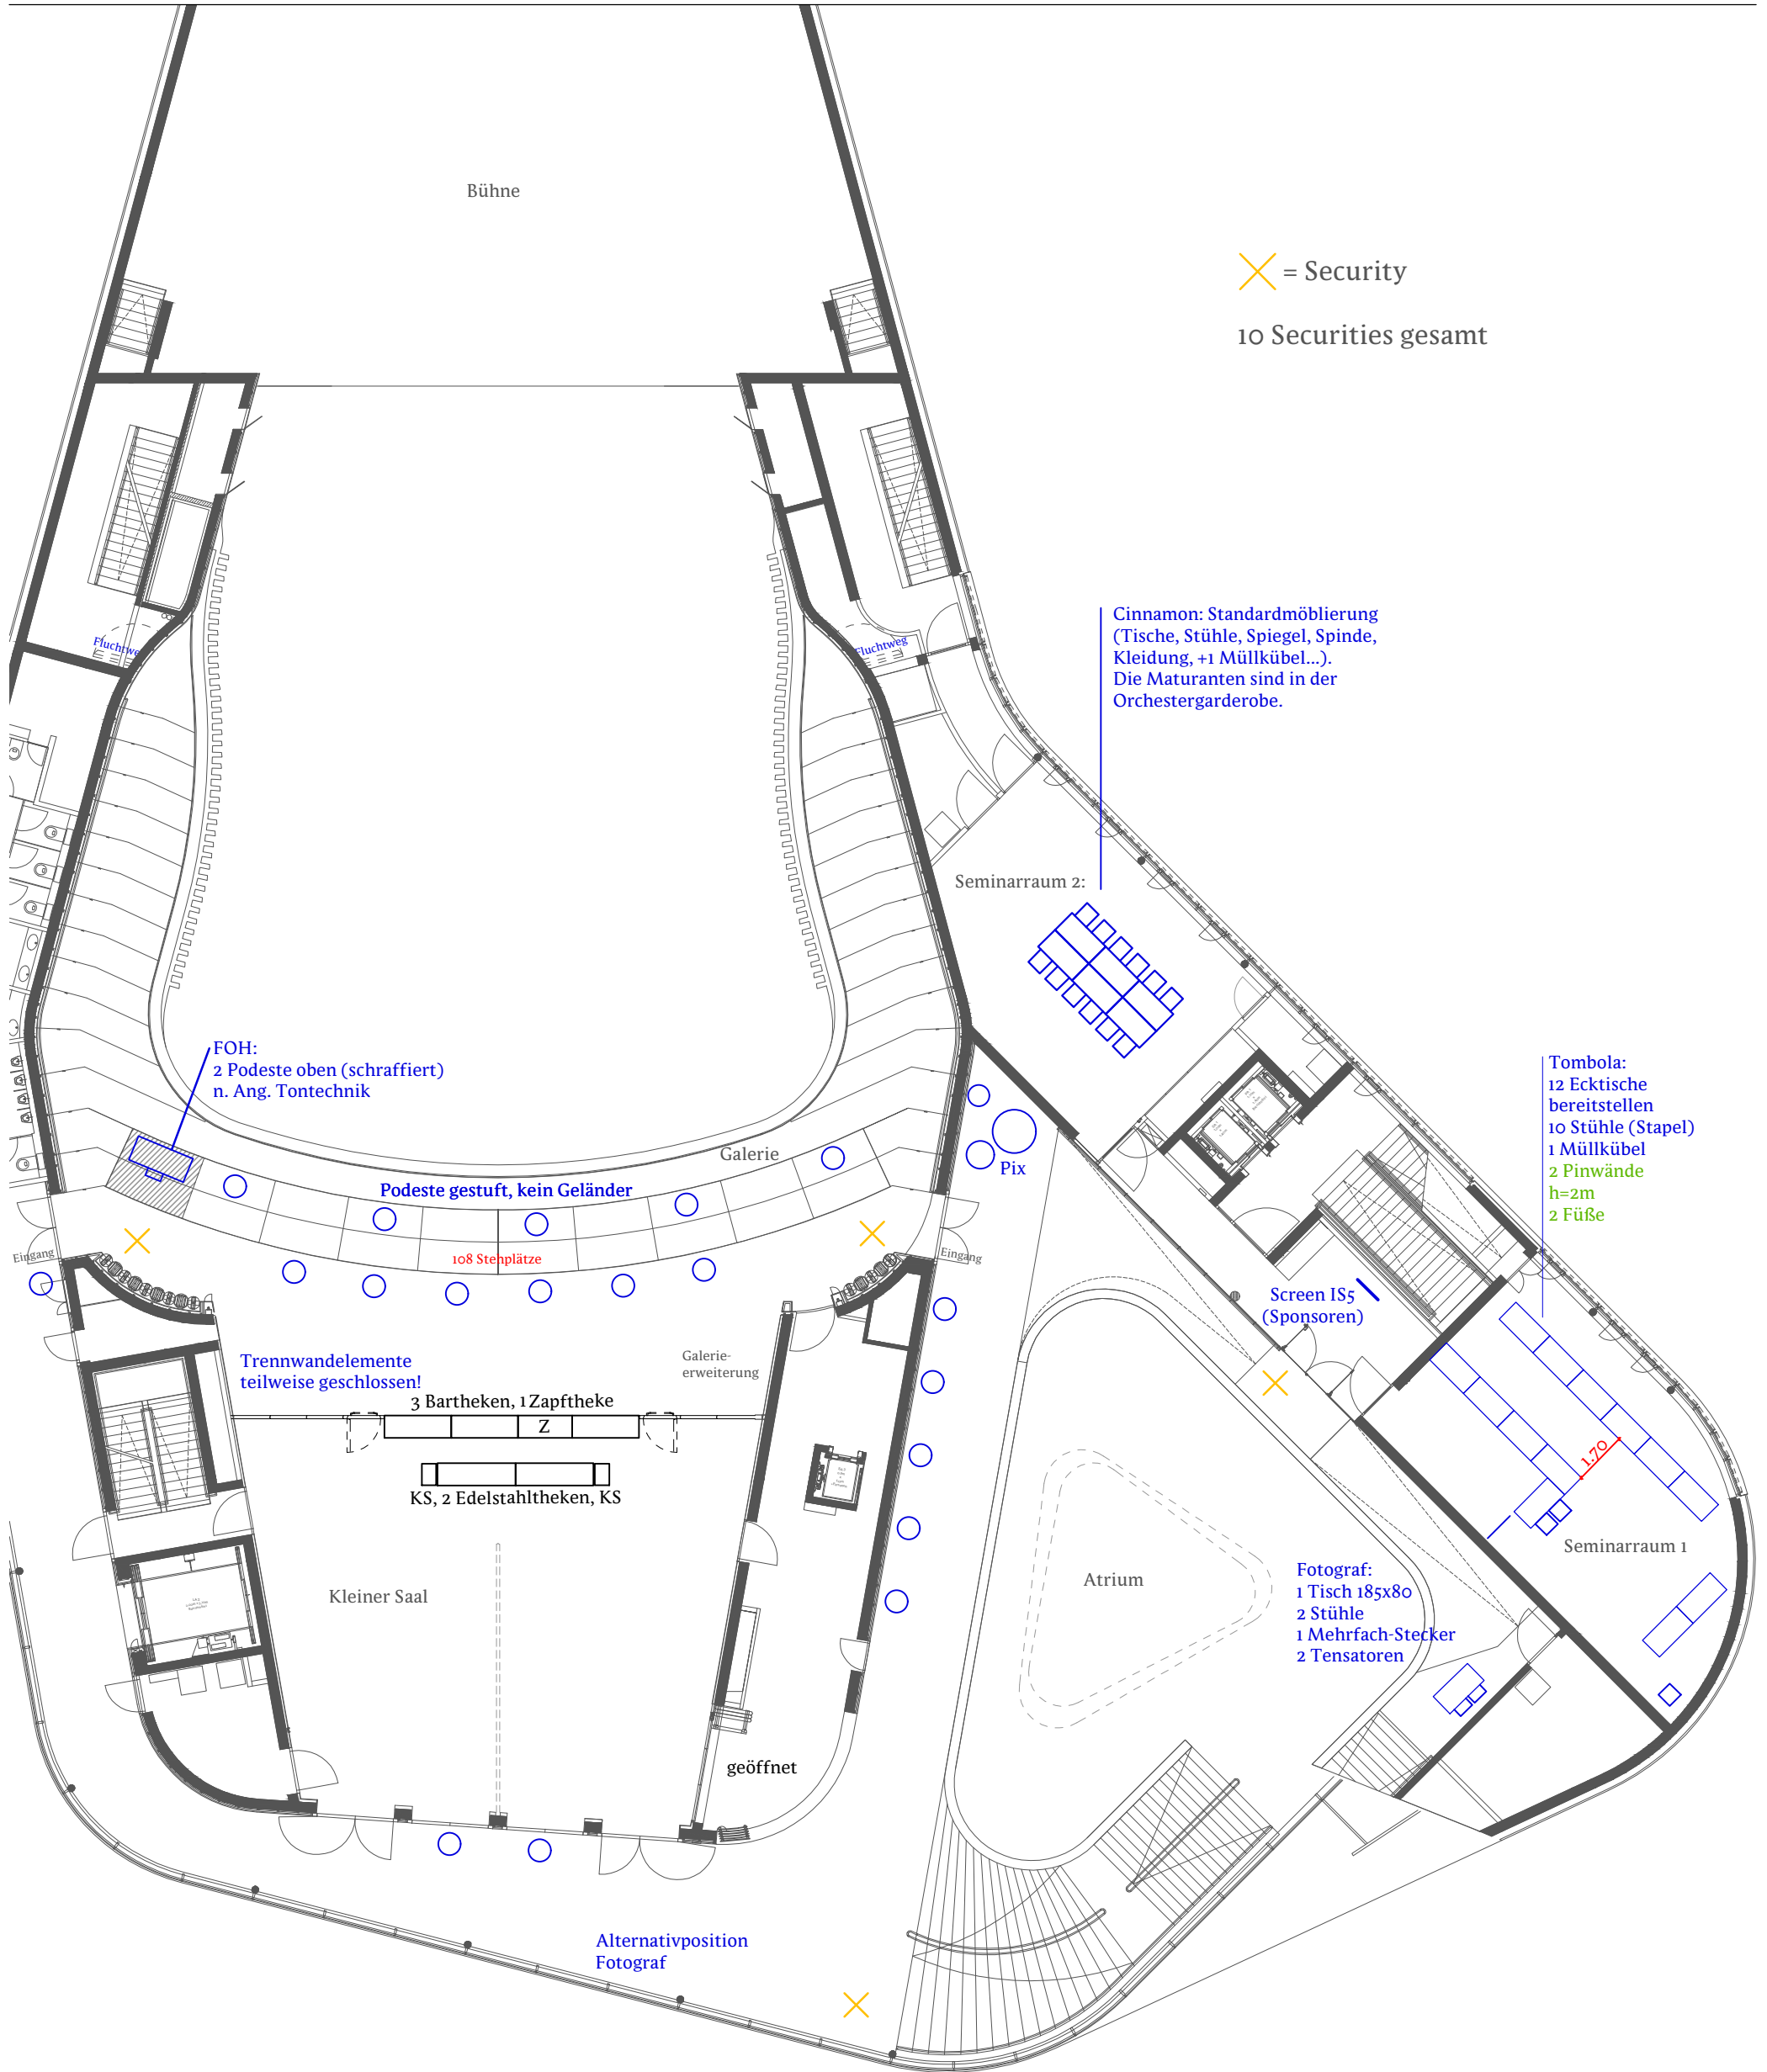 Bühne
= Security
10 Securities gesamt
Cinnamon: Standardmöblierung
(Tische, Stühle, Spiegel, Spinde,
Kleidung, +1 Müllkübel...).
Die Maturanten sind in der
Orchestergarderobe.
Fluchtweg
Fluchtweg
Seminarraum 2:
FOH:
2 Podeste oben (schraffiert)
n. Ang. Tontechnik
Tombola:
12 Ecktische
bereitstellen
10 Stühle (Stapel)
1 Müllkübel
2 Pinwände
h=2m
2 Füße
Galerie
Pix
Podeste gestuft, kein Geländer
108 Stehplätze
Eingang
Eingang
Screen IS5
(Sponsoren)
Trennwandelemente
teilweise geschlossen!
Galerie-
erweiterung
3 Bartheken, 1 Zapftheke
Z
KS, 2 Edelstahltheken, KS
1.70
Seminarraum 1
Kleiner Saal
Atrium
Fotograf:
1 Tisch 185x80
2 Stühle
1 Mehrfach-Stecker
2 Tensatoren
geöffnet
Alternativposition
Fotograf